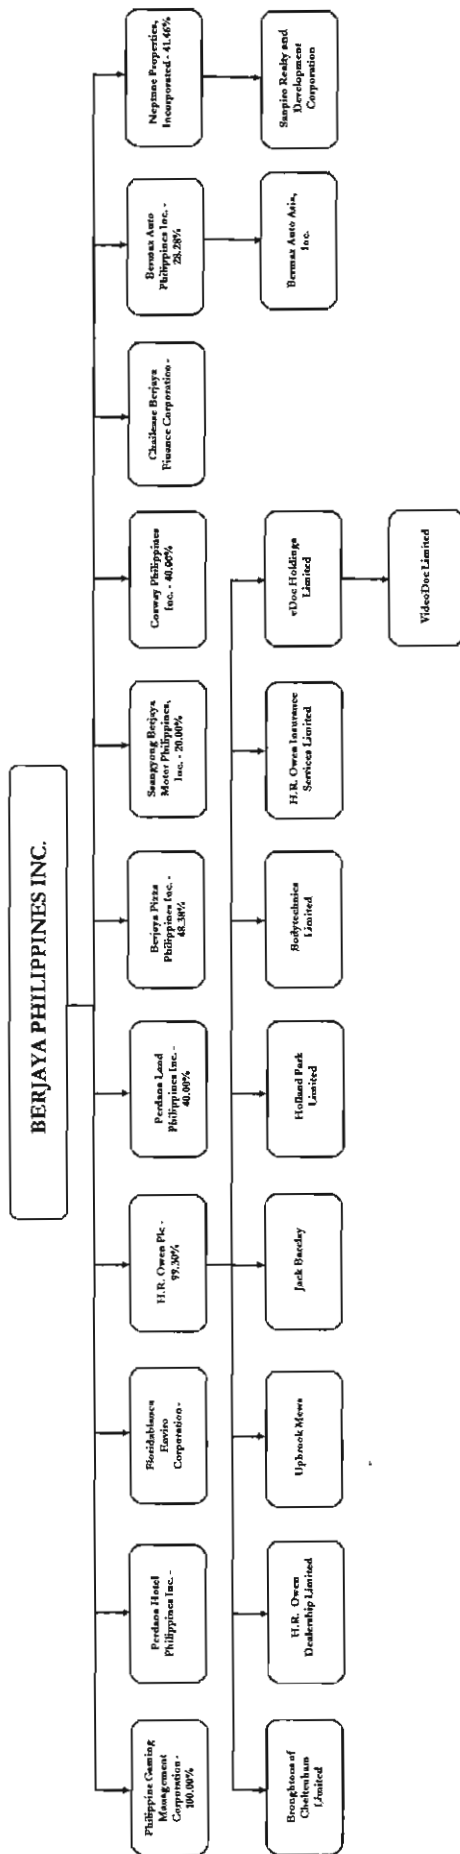 BERJAYA PHILIPPINES INC.
Philippine Gaming
Management
Corporation -
100.00%
Perdana Hotel
Philippines Inc. -
Floridablanca
Enviro
Corporation -
H.R. Owen Plc -
99.30%
Perdana Land
Philippines Inc. -
40.00%
Berjaya Pizza
Philippines Inc. -
48.38%
Ssangyong Berjaya
Motor Philippines,
Inc. - 20.00%
Cosway Philippines
Inc. - 40.00%
Chailease Berjaya
Finance Corporation -
Bermaz Auto
Philippines Inc. -
28.28%
Neptune Properties,
Incorporated - 41.46%
Broughtons of
Cheltenham
Limited
H.R. Owen
Dealership Limited
Upbrook Mews
Jack Barclay
Holland Park
Limited
Bodytechnics
Limited
H.R. Owen Insurance
Services Limited
eDoc Holdings
Limited
Bermaz Auto Asia,
Inc.
Sanpiro Realty and
Development
Corporation
VideoDoc Limited